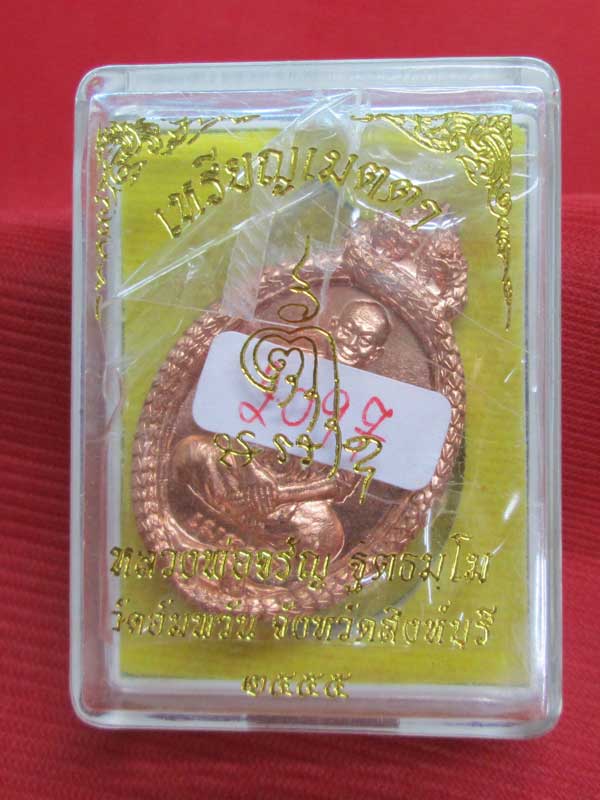 เหรียญเมตตา
หลวงพ่อจรัญ ฐิตธมฺโม
วัดอัมพวัน จังหวัดสิงห์บุรี
๒๕๕๕